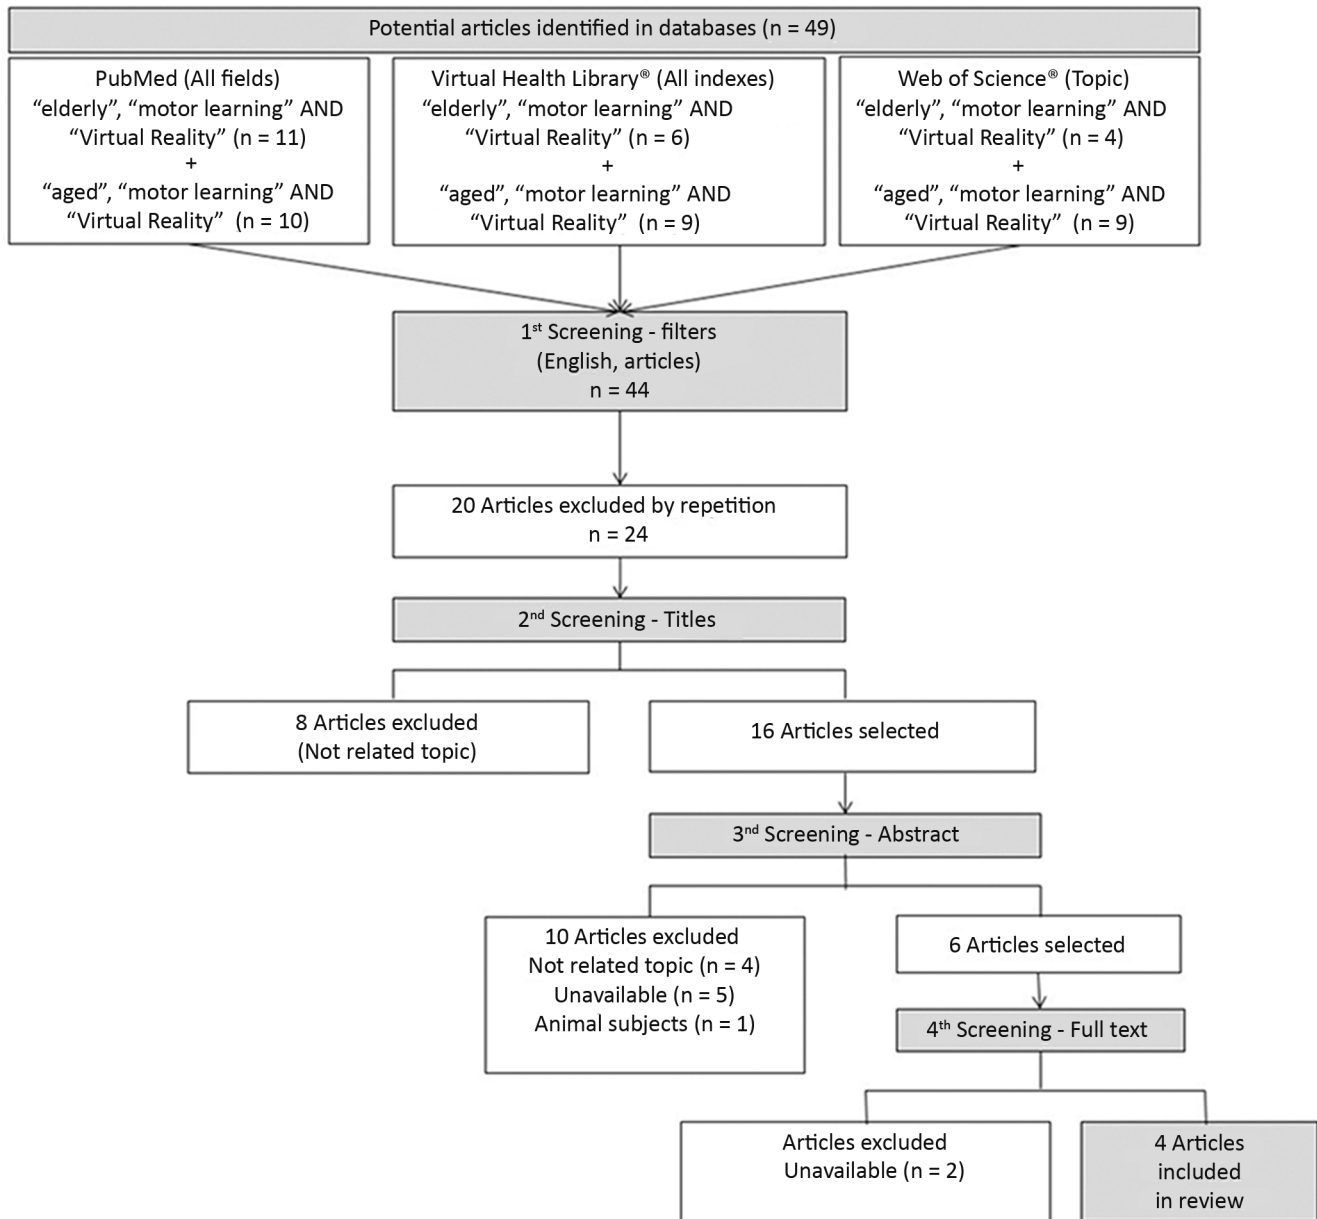 Potential articles identified in databases (n = 49)
PubMed (All fields)
“elderly”, “motor learning” AND
“Virtual Reality” (n = 11)
+
“aged”, “motor learning” AND
“Virtual Reality”  (n = 10)
Virtual Health Library® (All indexes)
“elderly”, “motor learning” AND
“Virtual Reality” (n = 6)
+
“aged”, “motor learning” AND
“Virtual Reality”  (n = 9)
Web of Science® (Topic)
“elderly”, “motor learning” AND
“Virtual Reality” (n = 4)
+
“aged”, “motor learning” AND
“Virtual Reality”  (n = 9)
1st Screening - filters
(English, articles)
n = 44
20 Articles excluded by repetition
n = 24
2nd Screening - Titles
8 Articles excluded
(Not related topic)
16 Articles selected
3nd Screening - Abstract
10 Articles excluded
Not related topic (n = 4)
Unavailable (n = 5)
Animal subjects (n = 1)
6 Articles selected
4th Screening - Full text
Articles excluded
Unavailable (n = 2)
4 Articles
included
in review